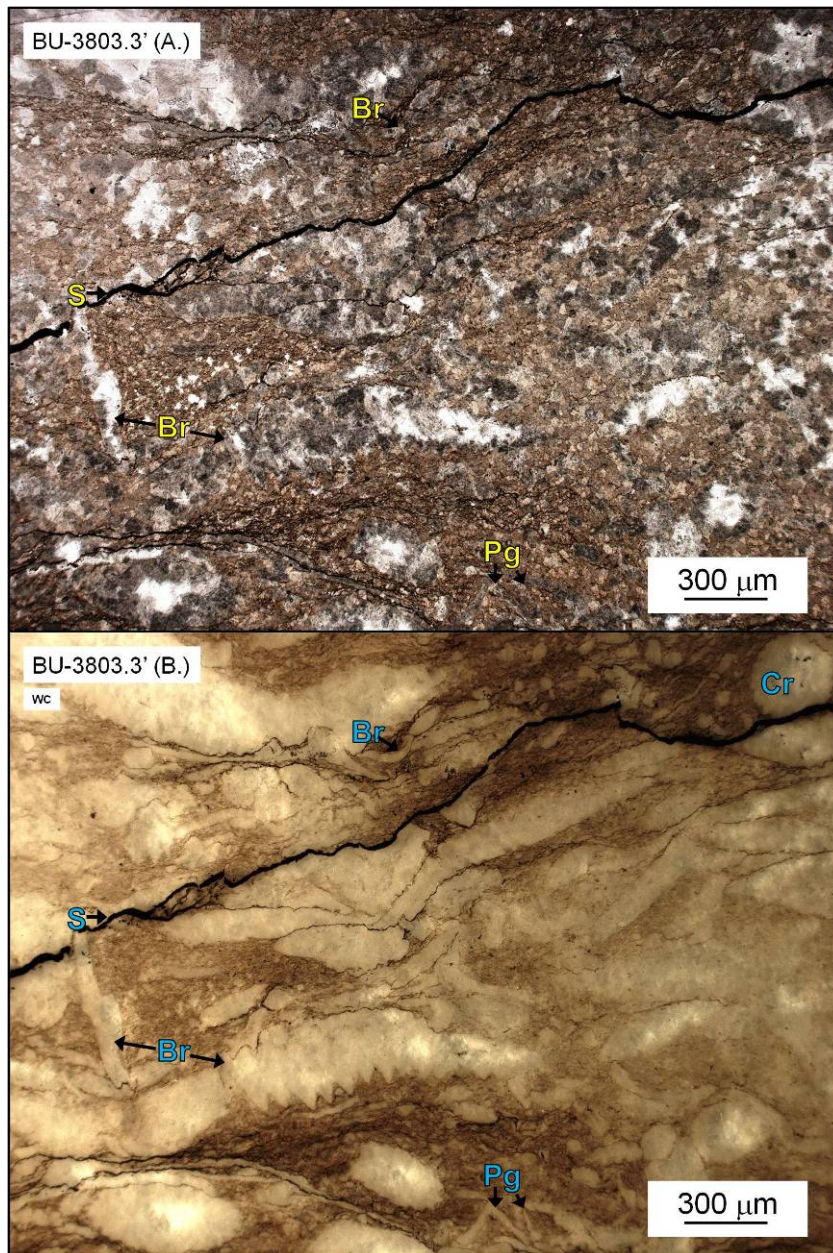 BU-3803.3' (A.)
Br
S
Br
Pg
300 μm
BU-3803.3' (B.)
wc
Cr
Br
S
Br
Pg
300 μm